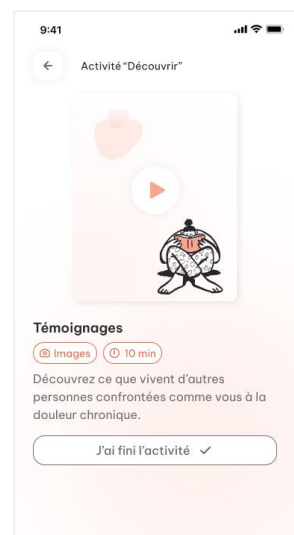 9:41
Activité “Découvrir”
Témoignages
Images
10 min
Découvrez ce que vivent d’autres
personnes confrontées comme vous à la
douleur chronique.
J’ai fini l’activité